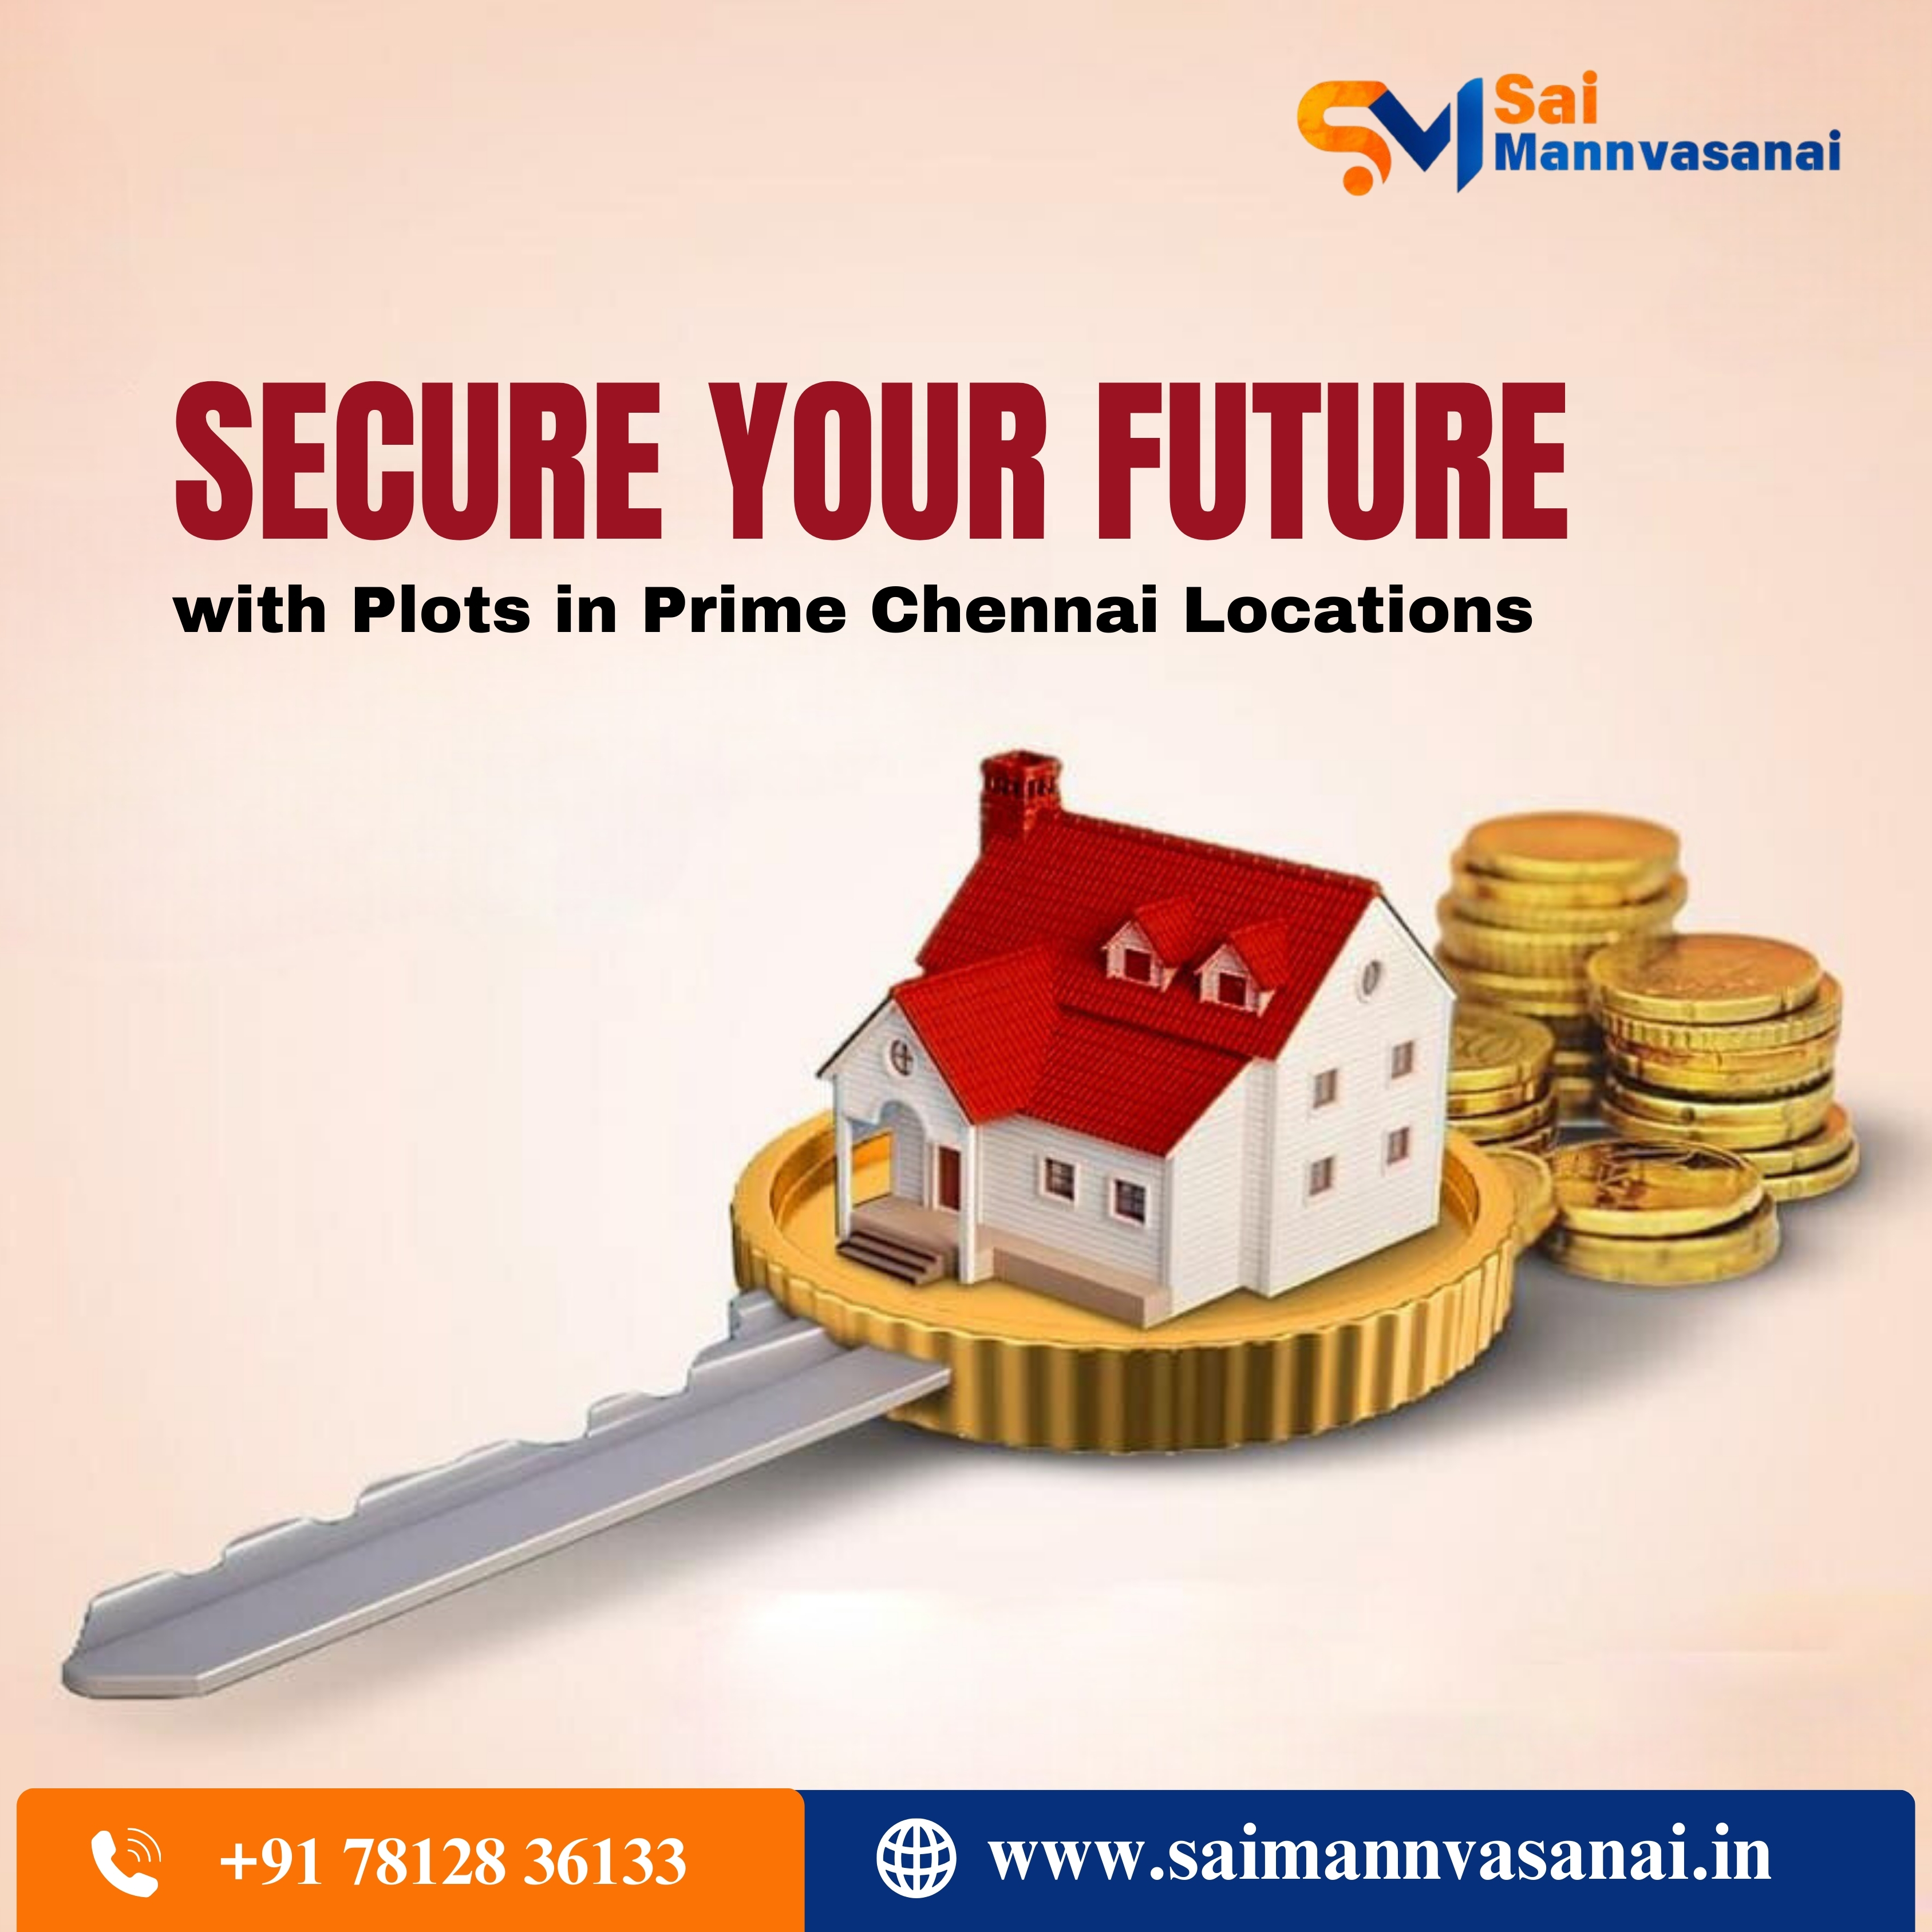 Sai
Mannvasanai
SECURE YOUR FUTURE
with Plots in Prime Chennai Locations
+91 78128 36133
www.saimannvasanai.in